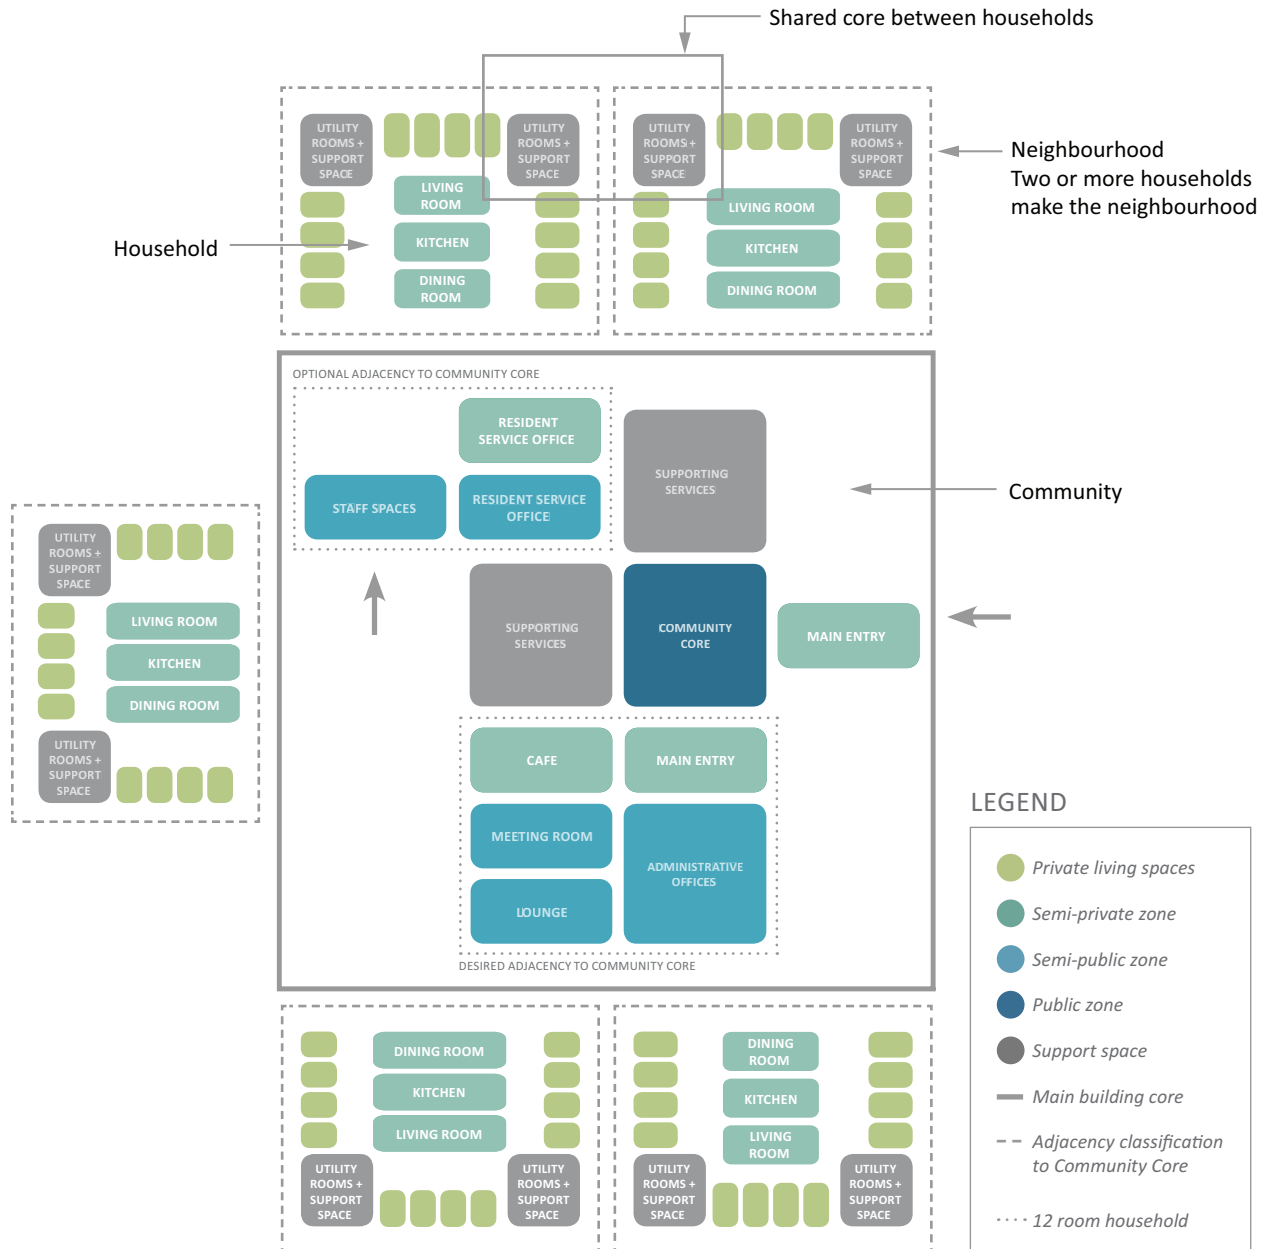 Shared core between households
UTILITY
ROOMS +
SUPPORT
SPACE
UTILITY
ROOMS +
SUPPORT
SPACE
LIVING
ROOM
KITCHEN
DINING
ROOM
UTILITY
ROOMS +
SUPPORT
SPACE
UTILITY
ROOMS +
SUPPORT
SPACE
LIVING ROOM
KITCHEN
DINING ROOM
Neighbourhood
Two or more households
make the neighbourhood
Household
OPTIONAL ADJACENCY TO COMMUNITY CORE
RESIDENT
SERVICE OFFICE
STAFF SPACES
RESIDENT SERVICE
OFFICE
SUPPORTING
SERVICES
Community
UTILITY
ROOMS +
SUPPORT
SPACE
LIVING ROOM
KITCHEN
DINING ROOM
UTILITY
ROOMS +
SUPPORT
SPACE
SUPPORTING
SERVICES
COMMUNITY
CORE
MAIN ENTRY
CAFE
MAIN ENTRY
MEETING ROOM
ADMINISTRATIVE
OFFICES
LOUNGE
DESIRED ADJACENCY TO COMMUNITY CORE
DINING ROOM
KITCHEN
LIVING ROOM
UTILITY
ROOMS +
SUPPORT
SPACE
UTILITY
ROOMS +
SUPPORT
SPACE
DINING
ROOM
KITCHEN
LIVING
ROOM
UTILITY
ROOMS +
SUPPORT
SPACE
UTILITY
ROOMS +
SUPPORT
SPACE
LEGEND
Private living spaces
Semi-private zone
Semi-public zone
Public zone
Support space
Main building core
Adjacency classification
to Community Core
12 room household